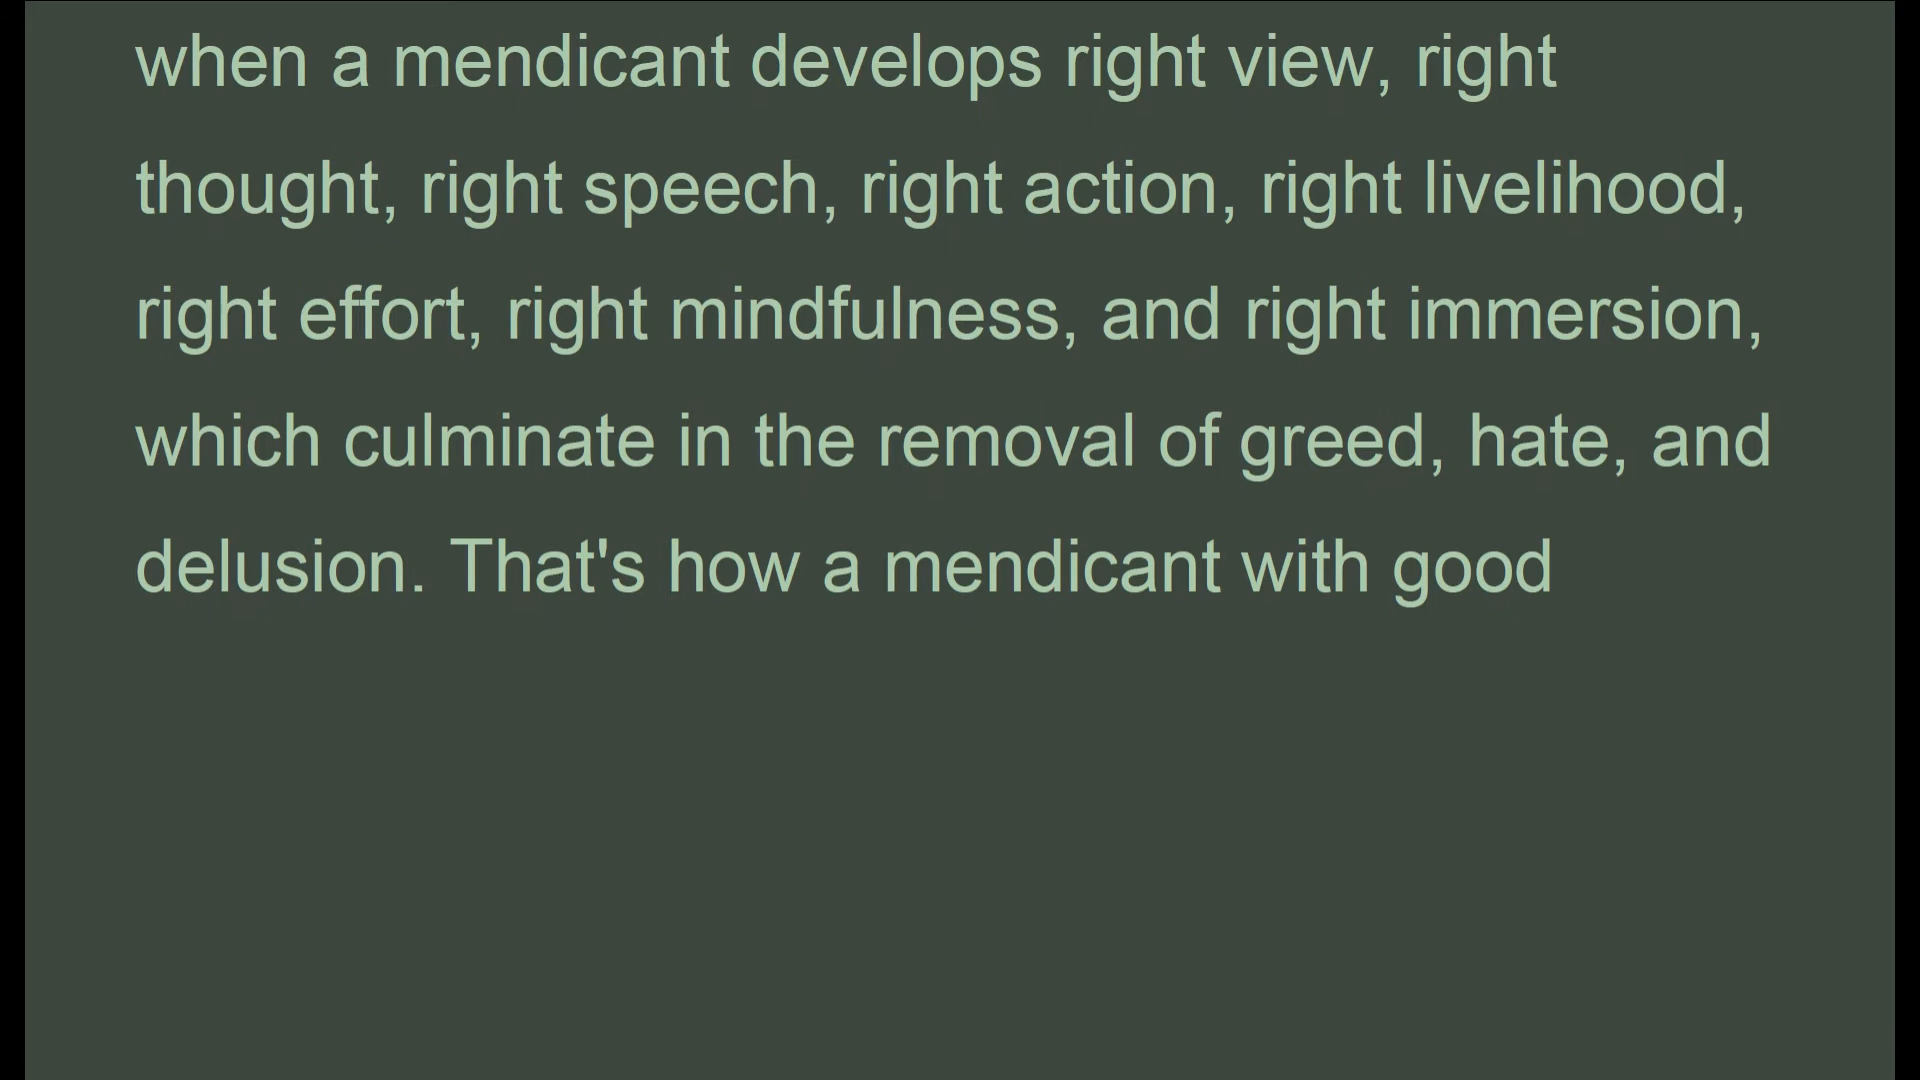 when a mendicant develops right view, right
thought, right speech, right action, right livelihood,
right effort, right mindfulness, and right immersion,
which culminate in the removal of greed, hate, and
delusion. That's how a mendicant with good